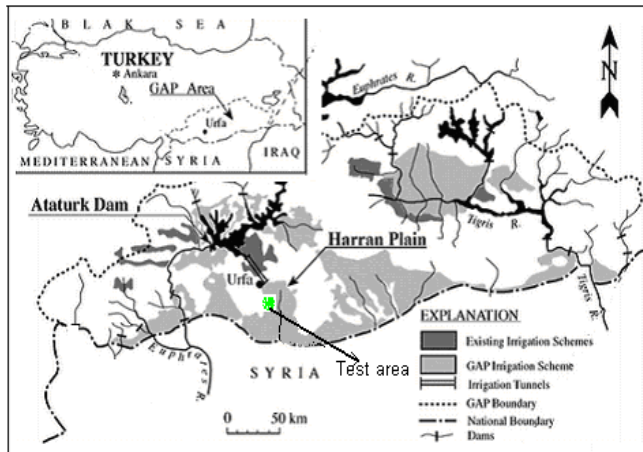 BLAK SEA
TURKEY
* Ankara
GAP Area
Urfa
MEDITERRANEAN
SYRIA
IRAQ
Euphrates R.
N
Ataturk Dam
Tigris R.
Harran Plain
Urfa
Tigris R.
Euphrates R.
SYRIA
Test area
0 50 km
EXPLANATION
Existing Irrigation Schemes
GAP Irrigation Scheme
Irrigation Tunnels
GAP Boundary
National Boundary
Dams